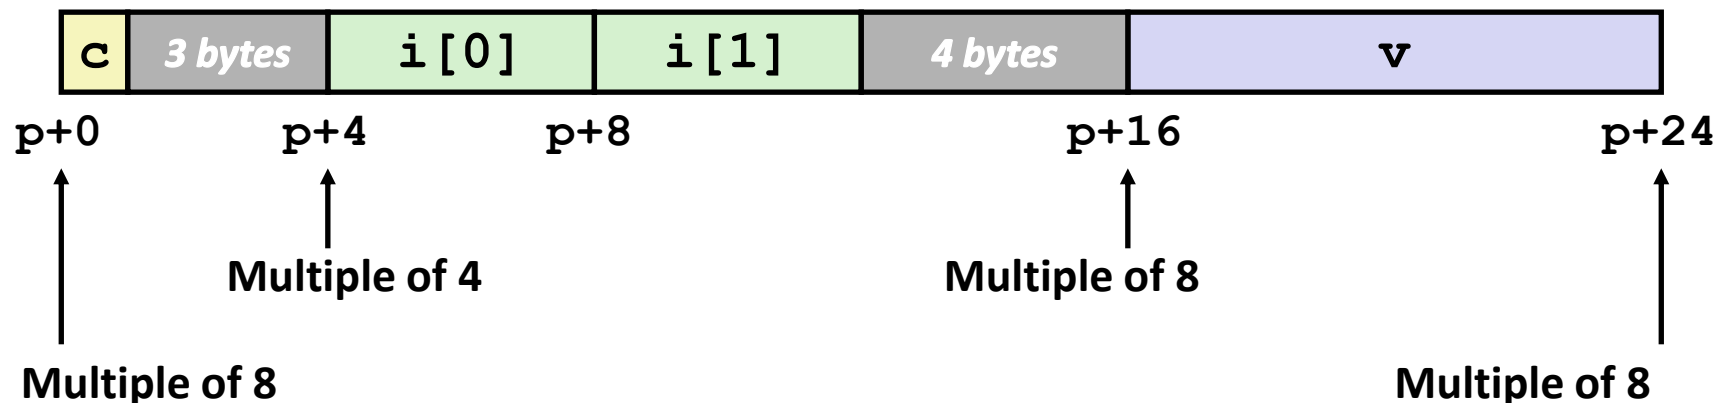 c 3 bytes i[0] i[1] 4 bytes v
p+0 p+4 p+8 p+16 p+24
Multiple of 4 Multiple of 8
Multiple of 8 Multiple of 8